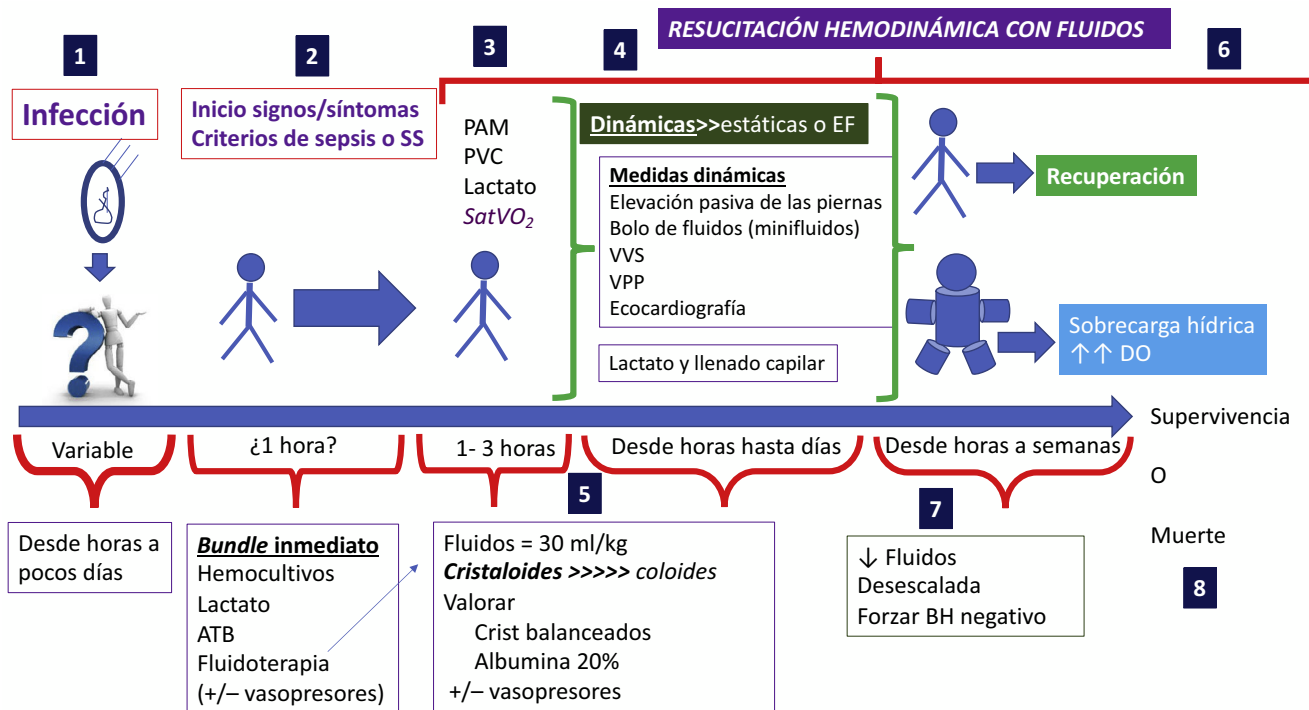 RESUCITACIÓN HEMODINÁMICA CON FLUIDOS
1
Infección
2
Inicio signos/síntomas
Criterios de sepsis o SS
3
PAM
PVC
Lactato
SatVO₂
4
Dinámicas>>estáticas o EF
Medidas dinámicas
Elevación pasiva de las piernas
Bolo de fluidos (minifluidos)
VVS
VPP
Ecocardiografía
Lactato y llenado capilar
6
Recuperación
Sobrecarga hídrica
↑↑ DO
?
Variable
¿1 hora?
1- 3 horas
Desde horas hasta días
Desde horas a semanas
Supervivencia
O
Muerte
8
Desde horas a
pocos días
Bundle inmediato
Hemocultivos
Lactato
ATB
Fluidoterapia
(+/– vasopresores)
5
Fluidos = 30 ml/kg
Cristaloides >>>>> coloides
Valorar
Crist balanceados
Albumina 20%
+/– vasopresores
7
↓ Fluidos
Desescalada
Forzar BH negativo